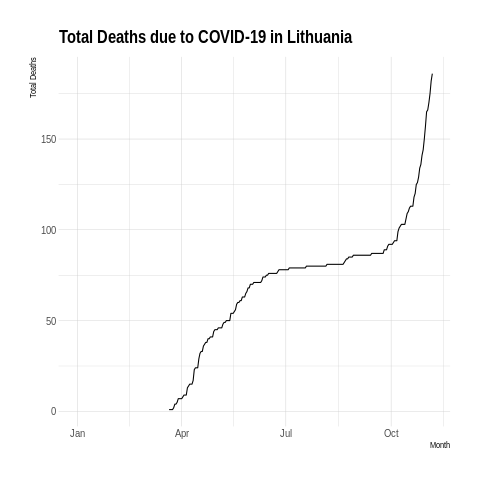 Total Deaths due to COVID-19 in Lithuania
Total Deaths
150
100
50
0
Jan Apr Jul Oct
Month